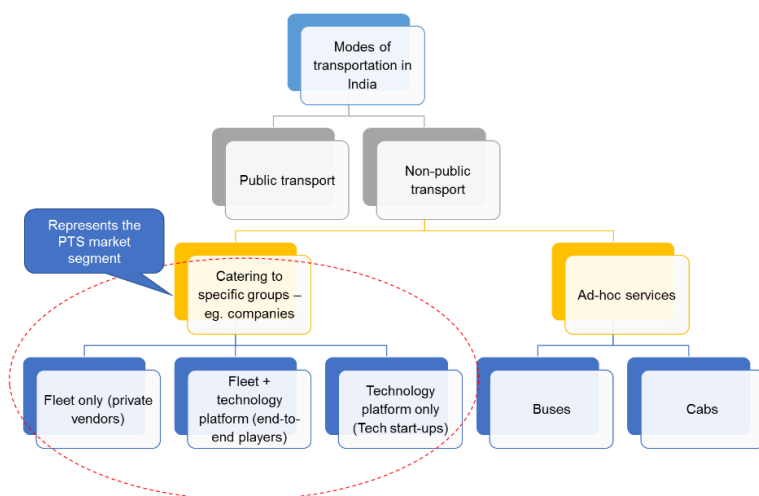 Modes of
transportation in
India
Public transport
Non-public
transport
Represents the
PTS market
segment
Catering to
specific groups –
eg. companies
Ad-hoc services
Fleet only (private
vendors)
Fleet +
technology
platform (end-to-
end players)
Technology
platform only
(Tech start-ups)
Buses
Cabs